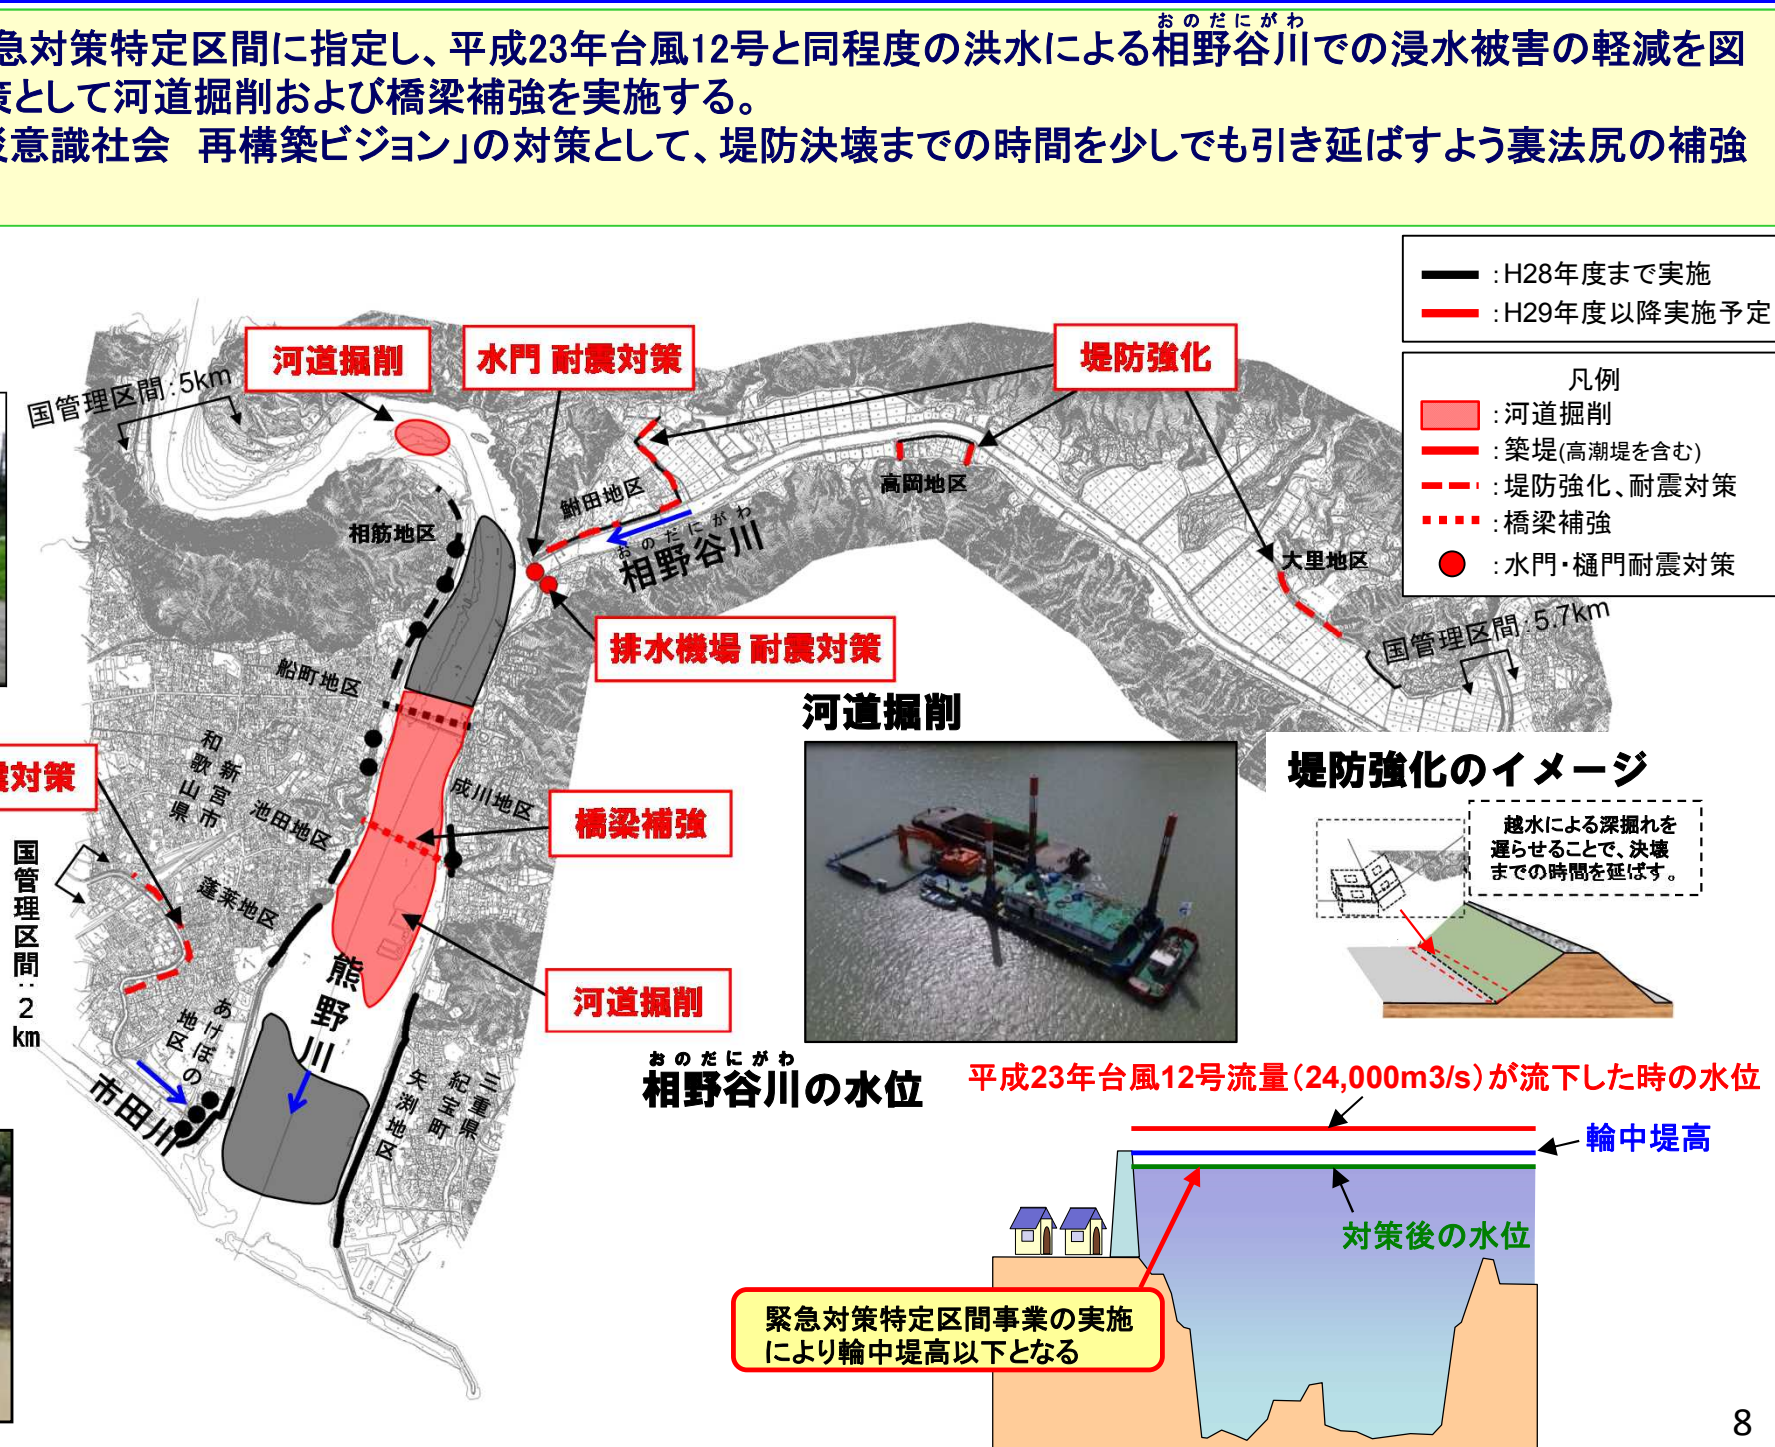 急対策特定区間に指定し、平成23年台風12号と同程度の洪水による相野谷川での浸水被害の軽減を図
おのだにがわ
策として河道掘削および橋梁補強を実施する。
意識社会　再構築ビジョン」の対策として、堤防決壊までの時間を少しでも引き延ばすよう裏法尻の補強
:H28年度まで実施
:H29年度以降実施予定
凡例
:河道掘削
:築堤(高潮堤を含む)
:堤防強化、耐震対策
:橋梁補強
:水門・樋門耐震対策
国管理区間:5km
河道掘削
水門 耐震対策
堤防強化
相筋地区
鮒田地区
高岡地区
大里地区
おのだにがわ
相野谷川
国管理区間:5.7km
排水機場 耐震対策
船町地区
和歌山県
新宮市
池田地区
成川地区
対策
橋梁補強
国管理区間:2km
蓬莱地区
熊野川
河道掘削
あけぼの
地区
市田川
矢渕地区
紀宝町
三重県
河道掘削
堤防強化のイメージ
越水による深掘れを
遅らせることで、決壊
までの時間を延ばす。
おのだにがわ
相野谷川の水位
平成23年台風12号流量(24,000m3/s)が流下した時の水位
輪中堤高
対策後の水位
緊急対策特定区間事業の実施
により輪中堤高以下となる
8